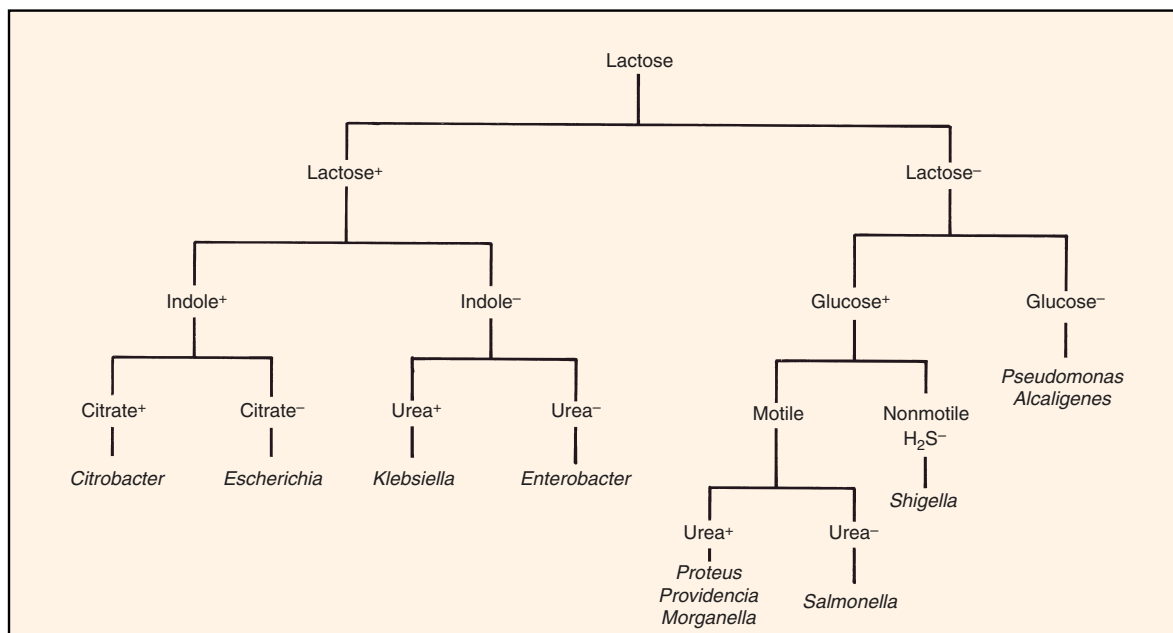 Lactose
Lactose⁺
Lactose⁻
Indole⁺
Indole⁻
Glucose⁺
Glucose⁻
Citrate⁺
Citrate⁻
Urea⁺
Urea⁻
Motile
Nonmotile
H₂S⁻
Pseudomonas
Alcaligenes
Citrobacter
Escherichia
Klebsiella
Enterobacter
Shigella
Urea⁺
Urea⁻
Proteus
Providencia
Morganella
Salmonella